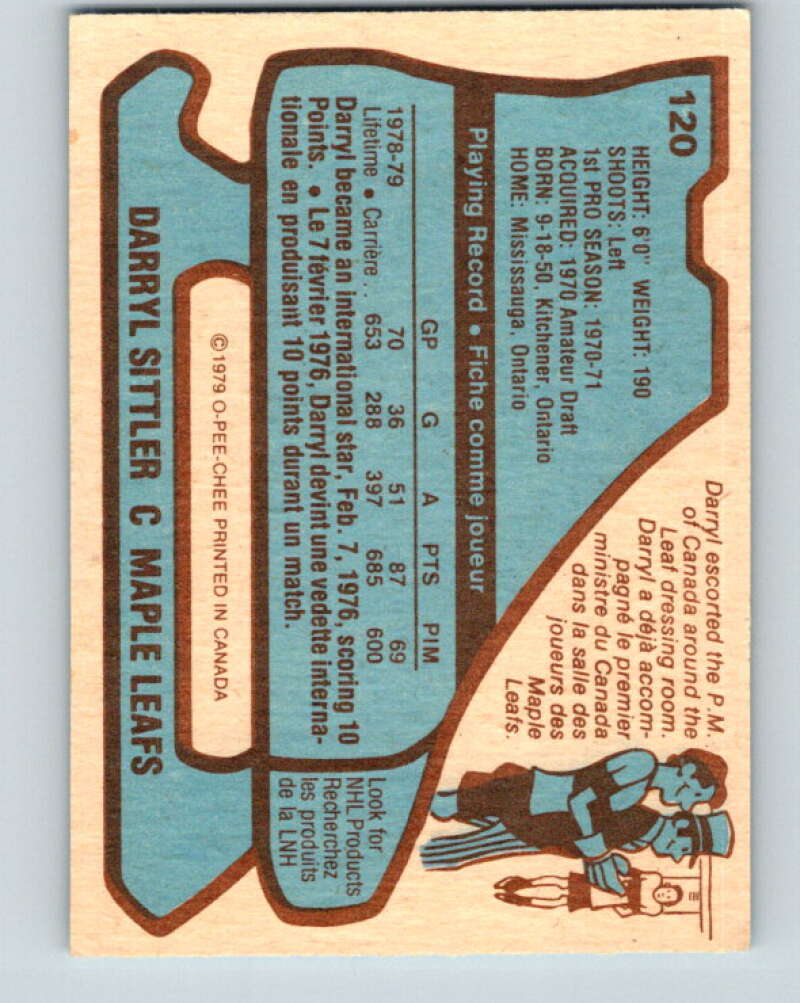 120
HEIGHT: 6'0" WEIGHT: 190
SHOOTS: Left
1st PRO SEASON: 1970-71
ACQUIRED: 1970 Amateur Draft
BORN: 9-18-50, Kitchener, Ontario
HOME: Mississauga, Ontario
Darryl escorted the P.M.
of Canada around the
Leaf dressing room.
Darryl a déjà accom-
pagné le premier
ministre du Canada
dans la salle des
joueurs des
Maple
Leafs.
Playing Record • Fiche comme joueur
GP G A PTS PIM
1978-79 70 36 51 87 69
Lifetime • Carrière .. 653 288 397 685 600
Darryl became an international star, Feb. 7, 1976, scoring 10
Points. • Le 7 février 1976, Darryl devint une vedette interna-
tionale en produisant 10 points durant un match.
Look for
NHL Products
Recherchez
les produits
de la LNH
©1979 O-PEE-CHEE PRINTED IN CANADA
DARRYL SITTLER C MAPLE LEAFS